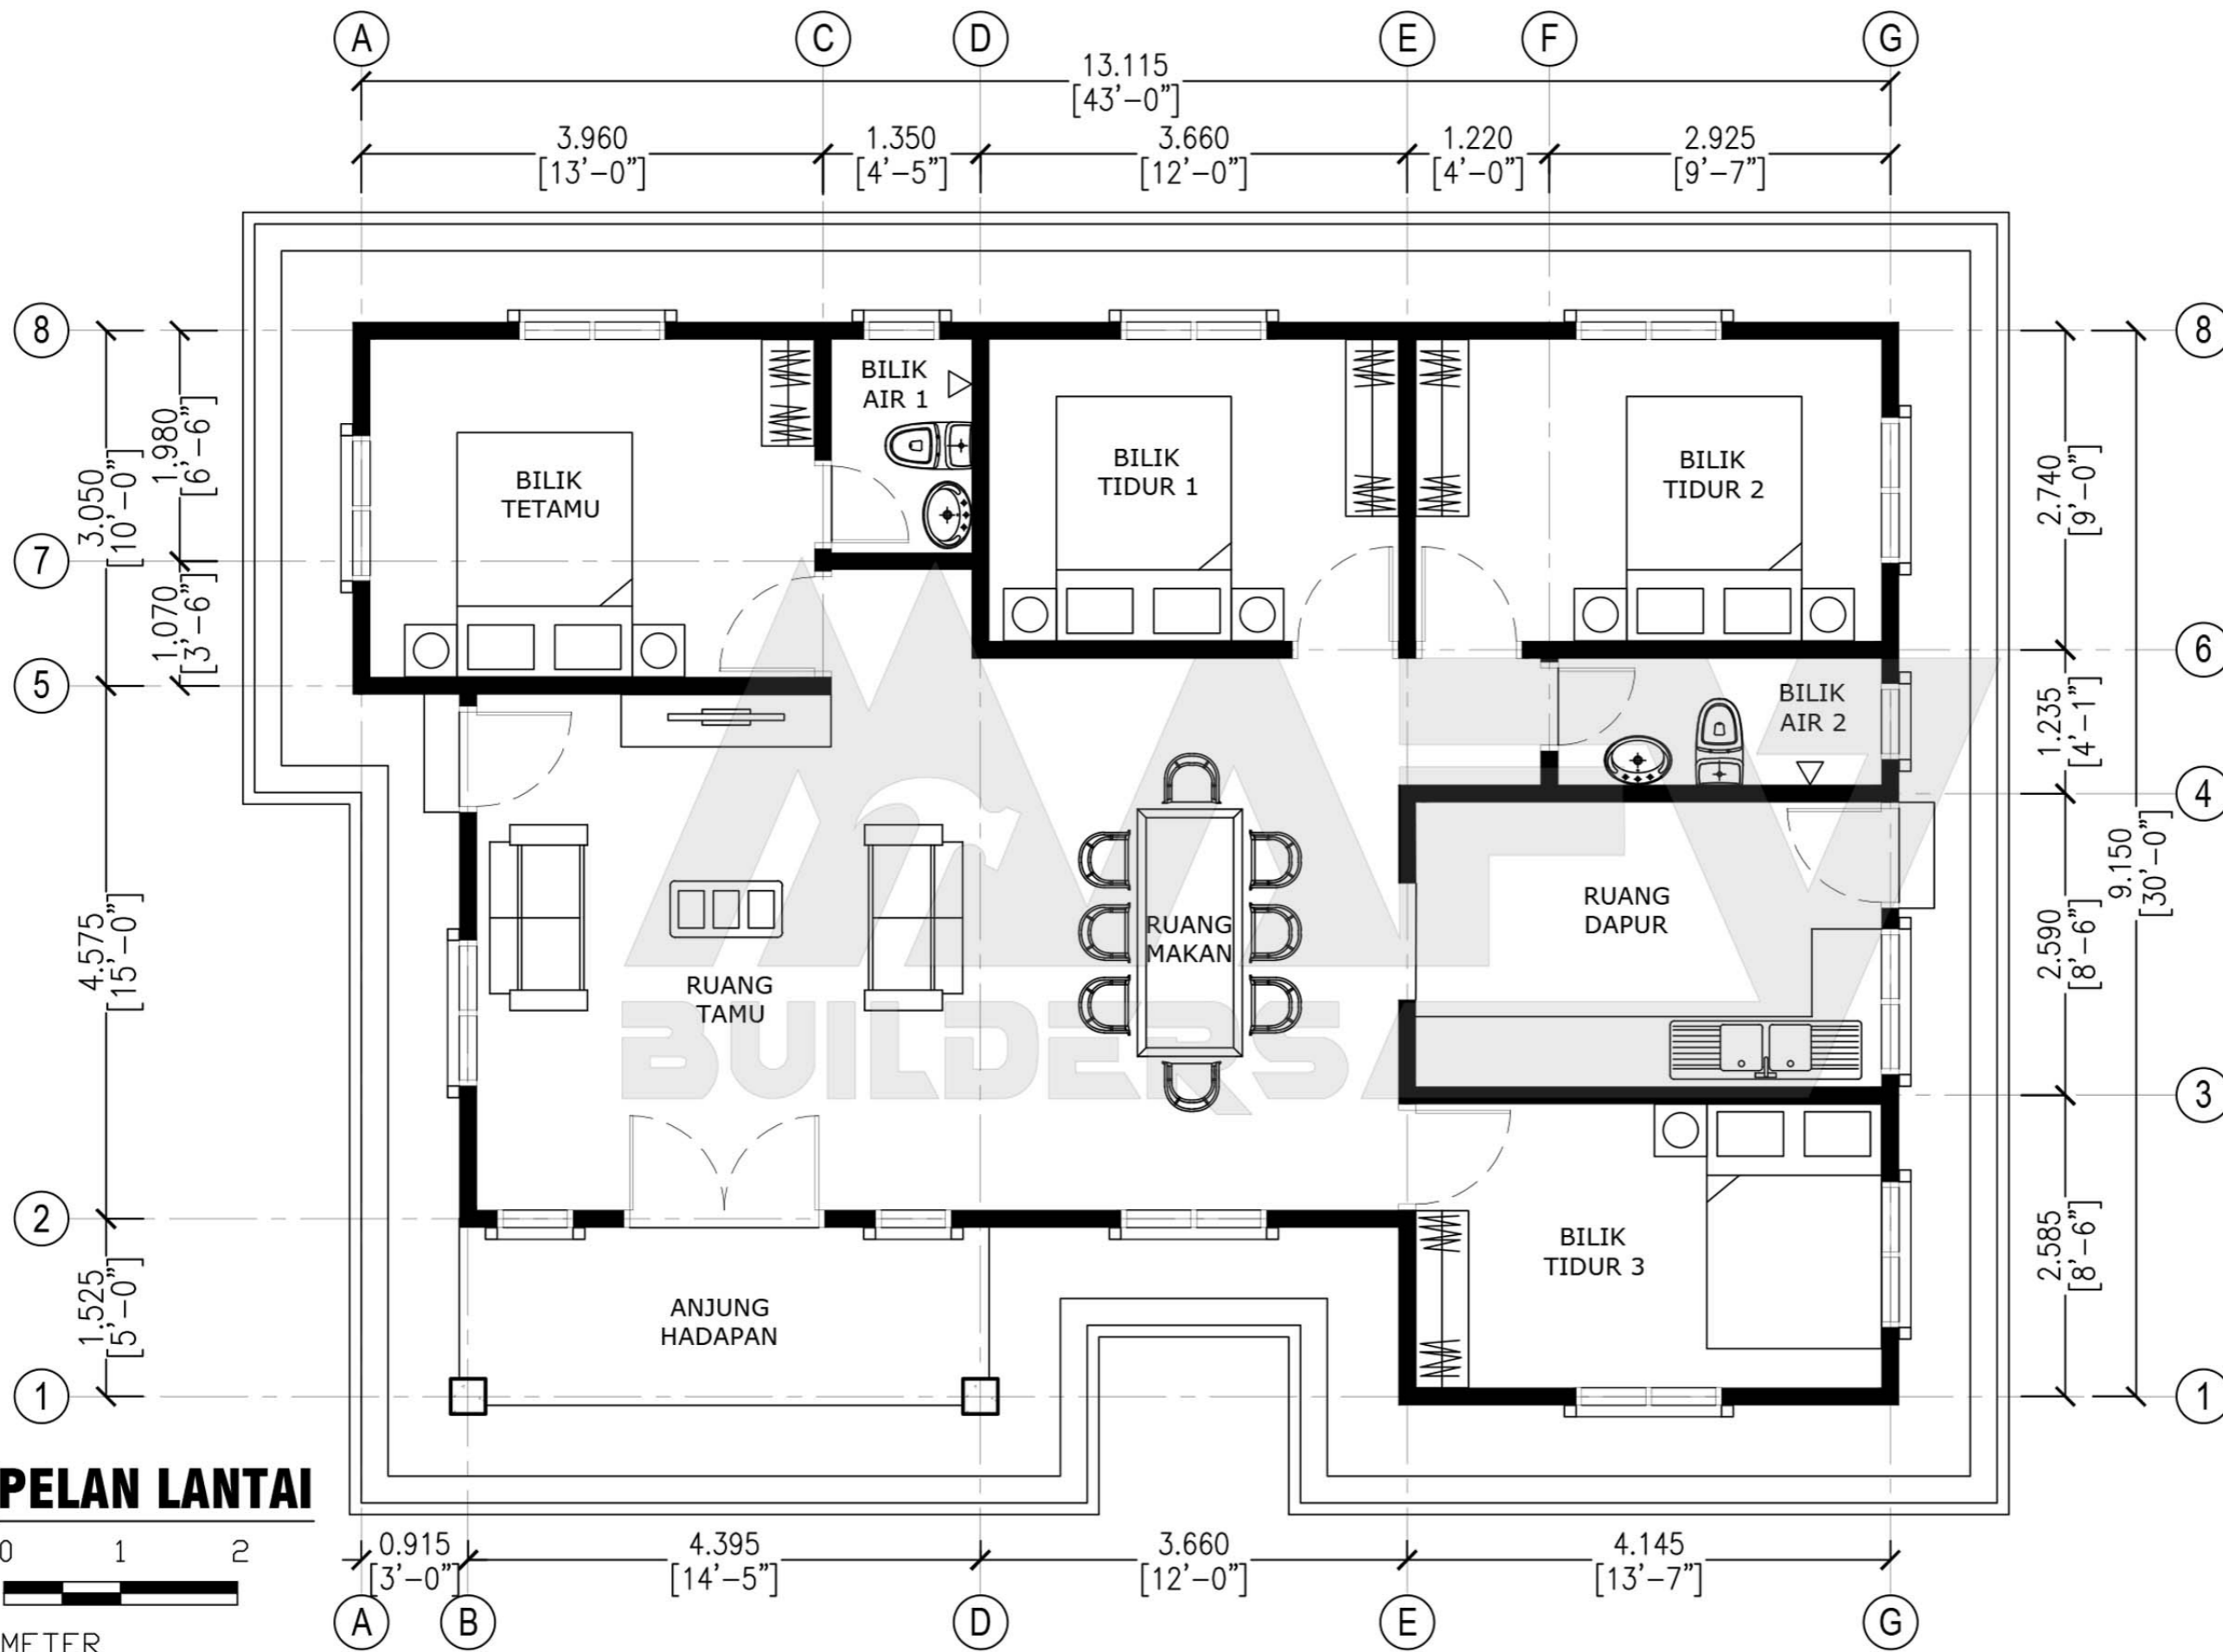 A
C
D
E
F
G
13.115
[43'-0"]
3.960
[13'-0"]
1.350
[4'-5"]
3.660
[12'-0"]
1.220
[4'-0"]
2.925
[9'-7"]
8
7
5
2
1
3.050
[10'-0"]
1.980
[6'-6"]
1.070
[3'-6"]
4.575
[15'-0"]
1.525
[5'-0"]
BILIK
TETAMU
BILIK
AIR 1
BILIK
TIDUR 1
BILIK
TIDUR 2
BILIK
AIR 2
RUANG
DAPUR
RUANG
MAKAN
RUANG
TAMU
BUILDERS
BILIK
TIDUR 3
ANJUNG
HADAPAN
8
6
4
3
1
2.740
[9'-0"]
1.235
[4'-1"]
2.590
[8'-6"]
2.585
[8'-6"]
9.150
[30'-0"]
PELAN LANTAI
0 1 2
METER
0.915
[3'-0"]
4.395
[14'-5"]
3.660
[12'-0"]
4.145
[13'-7"]
A
B
D
E
G